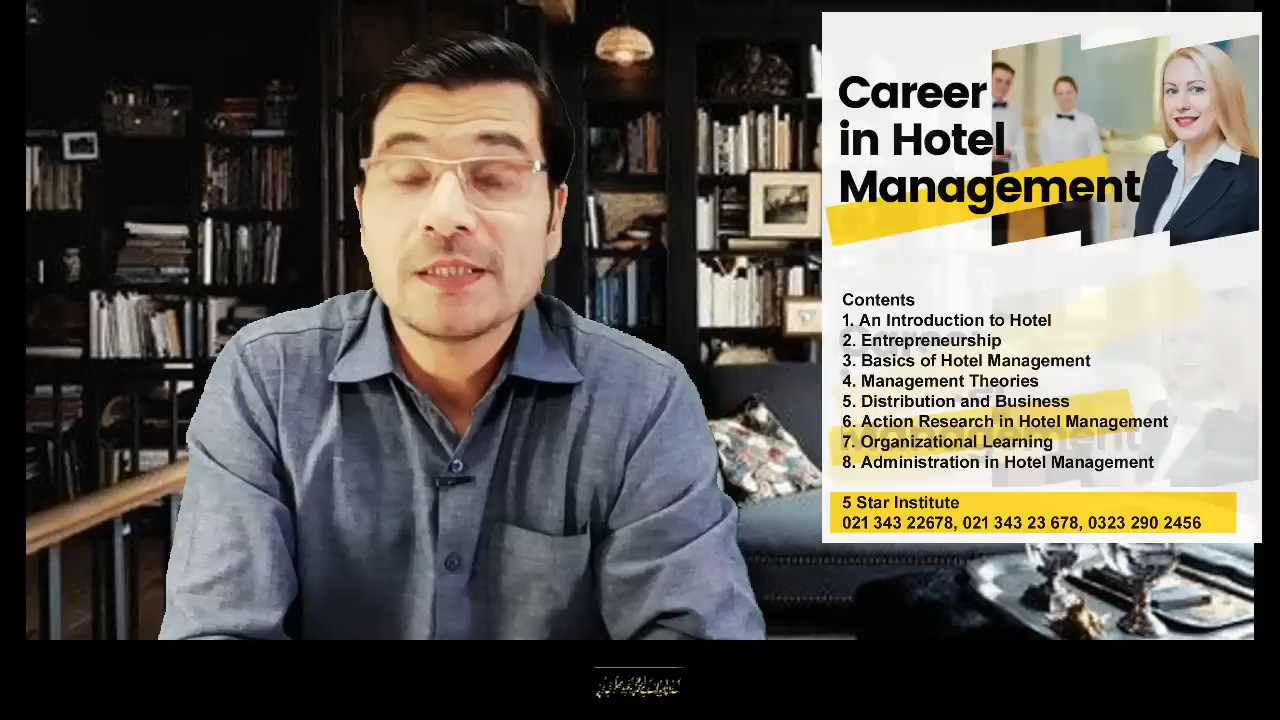 Career
in Hotel
Management
Contents
1. An Introduction to Hotel
2. Entrepreneurship
3. Basics of Hotel Management
4. Management Theories
5. Distribution and Business
6. Action Research in Hotel Management
7. Organizational Learning
8. Administration in Hotel Management
5 Star Institute
021 343 22678, 021 343 23 678, 0323 290 2456